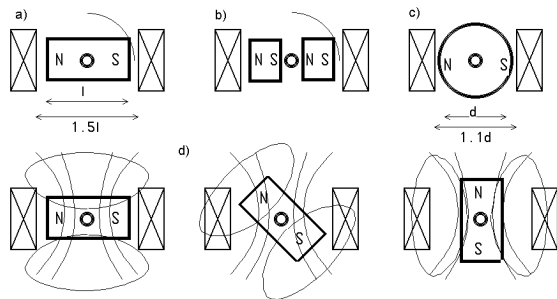 a) b) c)
N S N S N S N S
l d
1.5l 1.1d
d)
N S N S N S